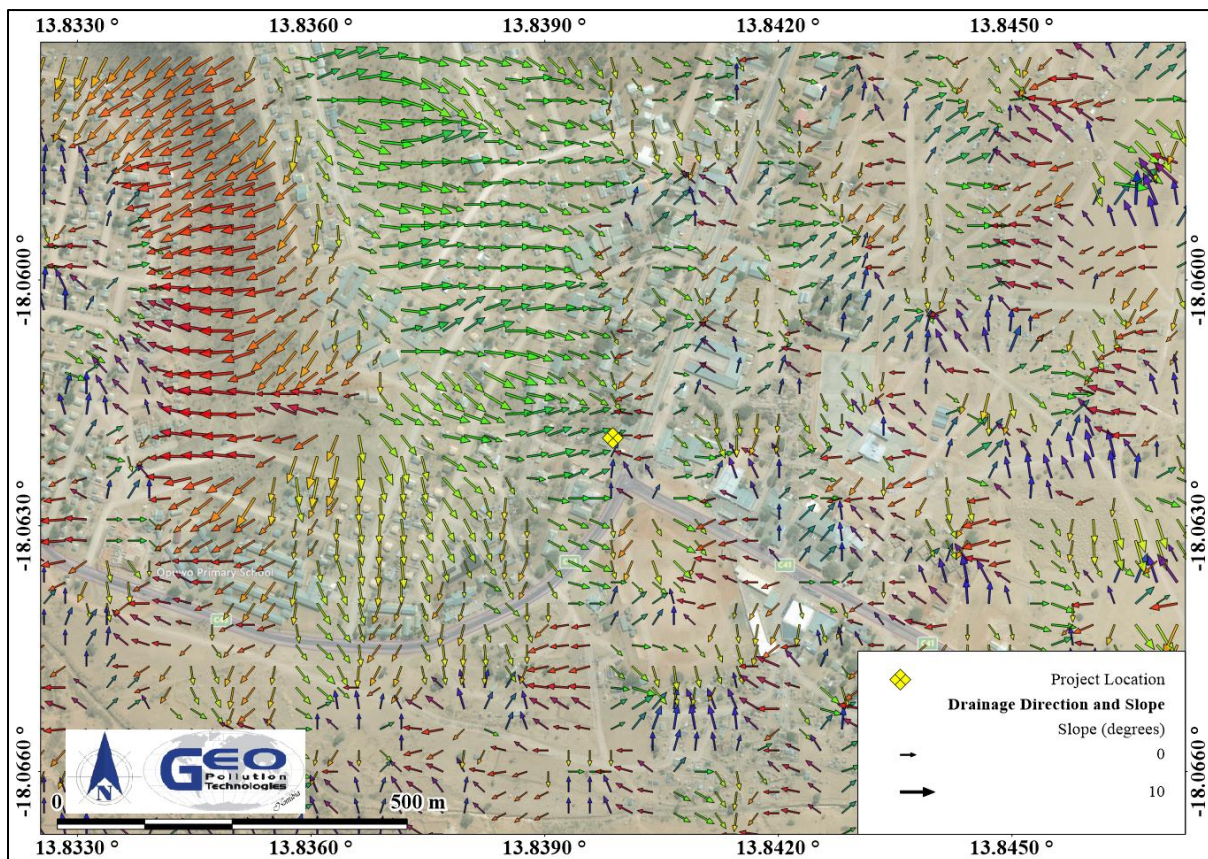 13.8330 ° 13.8360 ° 13.8390 ° 13.8420 ° 13.8450 °
-18.0600 °
-18.0600 °
-18.0630 °
-18.0630 °
Opuwo Primary School
C41
C41
Project Location
Drainage Direction and Slope
Slope (degrees)
0
10
-18.0660 °
-18.0660 °
N
GEO
Pollution
Technologies
Namibia
0 500 m
13.8330 ° 13.8360 ° 13.8390 ° 13.8420 ° 13.8450 °